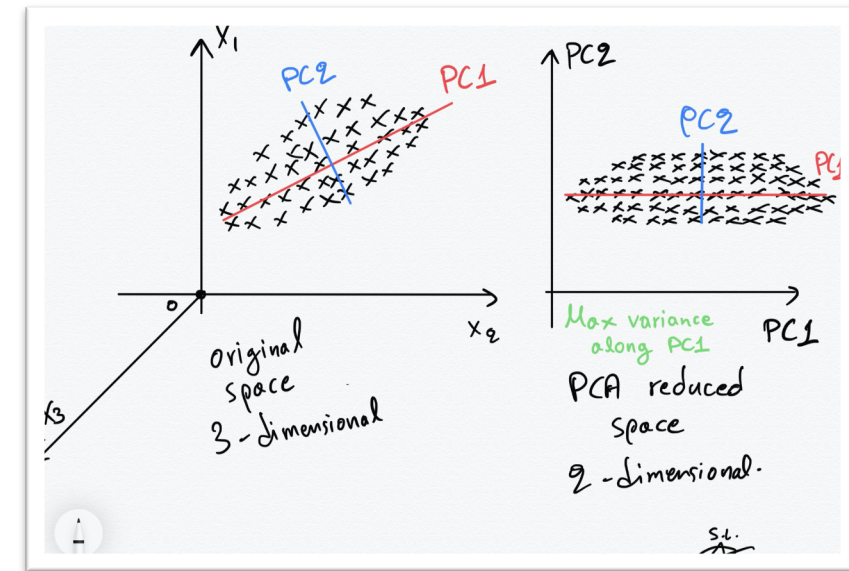 X₁
PC2
PC1
0
X₂
X3
original
space
3-dimensional
PC2
PC2
PC1
PC1
Max variance
along PC1
PCA reduced
space
2-dimensional.
s.t.